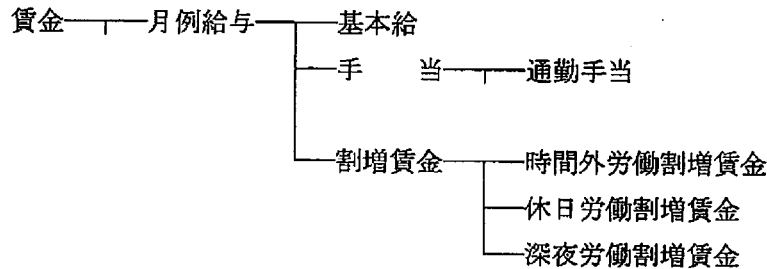 賃金 月例給与 基本給
手当 通勤手当
割増賃金 時間外労働割増賃金
休日労働割増賃金
深夜労働割増賃金